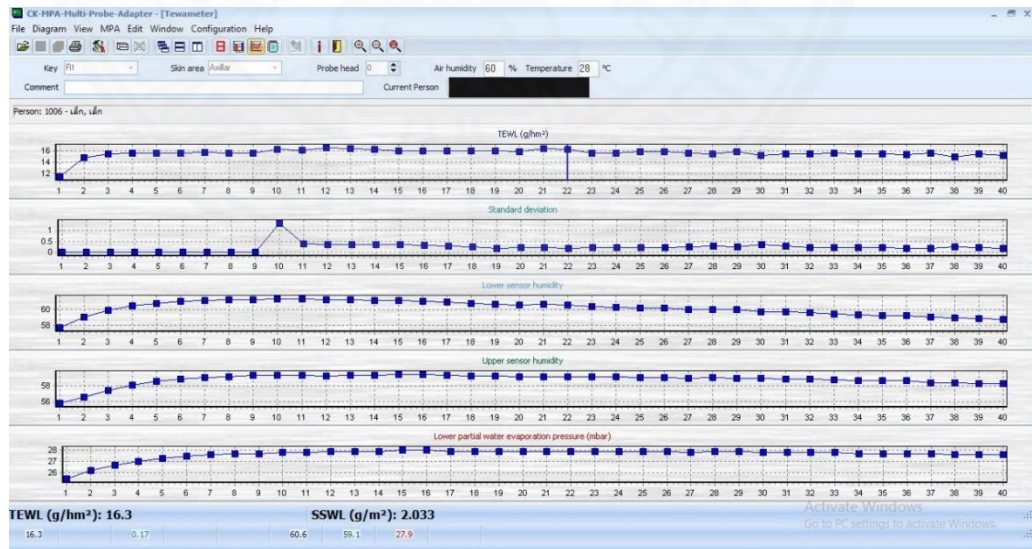 CK-MPA-Multi-Probe-Adapter - [Tewameter]
File Diagram View MPA Edit Window Configuration Help
Key Rt Skin area Axillar Probe head 0 Air humidity 60 % Temperature 28 °C
Comment Current Person
Person: 1006 - เล็ก, เล็ก
TEWL (g/hm²)
16
14
12
1 2 3 4 5 6 7 8 9 10 11 12 13 14 15 16 17 18 19 20 21 22 23 24 25 26 27 28 29 30 31 32 33 34 35 36 37 38 39 40
Standard deviation
1
0.5
0
1 2 3 4 5 6 7 8 9 10 11 12 13 14 15 16 17 18 19 20 21 22 23 24 25 26 27 28 29 30 31 32 33 34 35 36 37 38 39 40
Lower sensor humidity
60
58
1 2 3 4 5 6 7 8 9 10 11 12 13 14 15 16 17 18 19 20 21 22 23 24 25 26 27 28 29 30 31 32 33 34 35 36 37 38 39 40
Upper sensor humidity
58
56
1 2 3 4 5 6 7 8 9 10 11 12 13 14 15 16 17 18 19 20 21 22 23 24 25 26 27 28 29 30 31 32 33 34 35 36 37 38 39 40
Lower partial water evaporation pressure (mbar)
28
27
26
1 2 3 4 5 6 7 8 9 10 11 12 13 14 15 16 17 18 19 20 21 22 23 24 25 26 27 28 29 30 31 32 33 34 35 36 37 38 39 40
TEWL (g/hm²): 16.3 SSWL (g/m²): 2.033
Activate Windows
Go to PC settings to activate Windows.
16.3 0.17 60.6 59.1 27.9